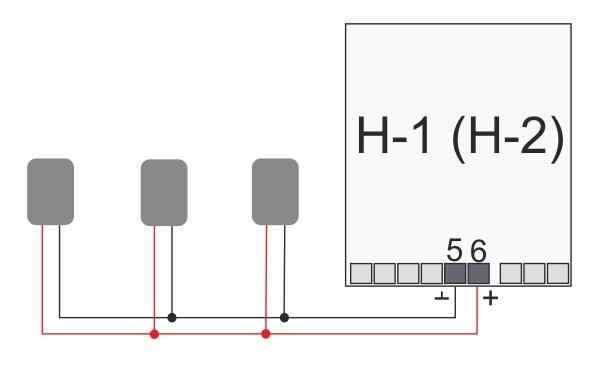 H-1 (H-2)
5 6
⊥ +